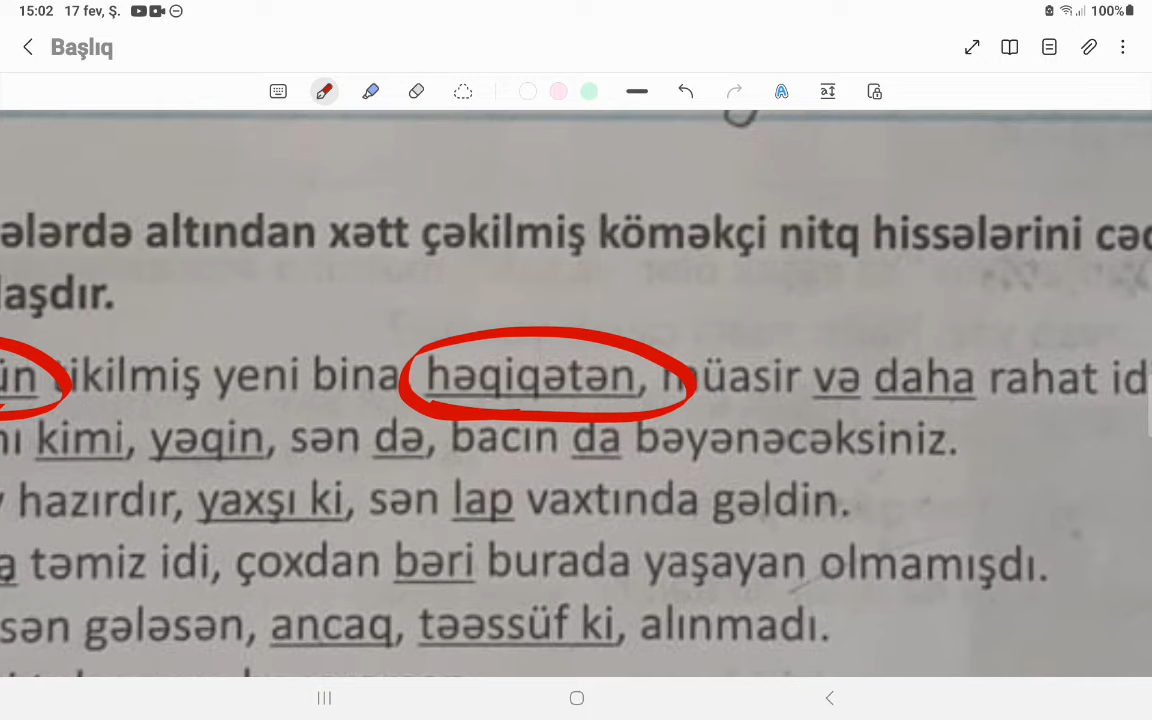 15:02 17 fev, Ş. 100%
Başlıq
ələrdə altından xətt çəkilmiş köməkçi nitq hissələrini cəd
laşdır.
ün tikilmiş yeni bina, həqiqətən, müasir və daha rahat id
nı kimi, yəqin, sən də, bacın da bəyənəcəksiniz.
hazırdır, yaxşı ki, sən lap vaxtında gəldin.
a təmiz idi, çoxdan bəri burada yaşayan olmamışdı.
sən gələsən, ancaq, təəssüf ki, alınmadı.